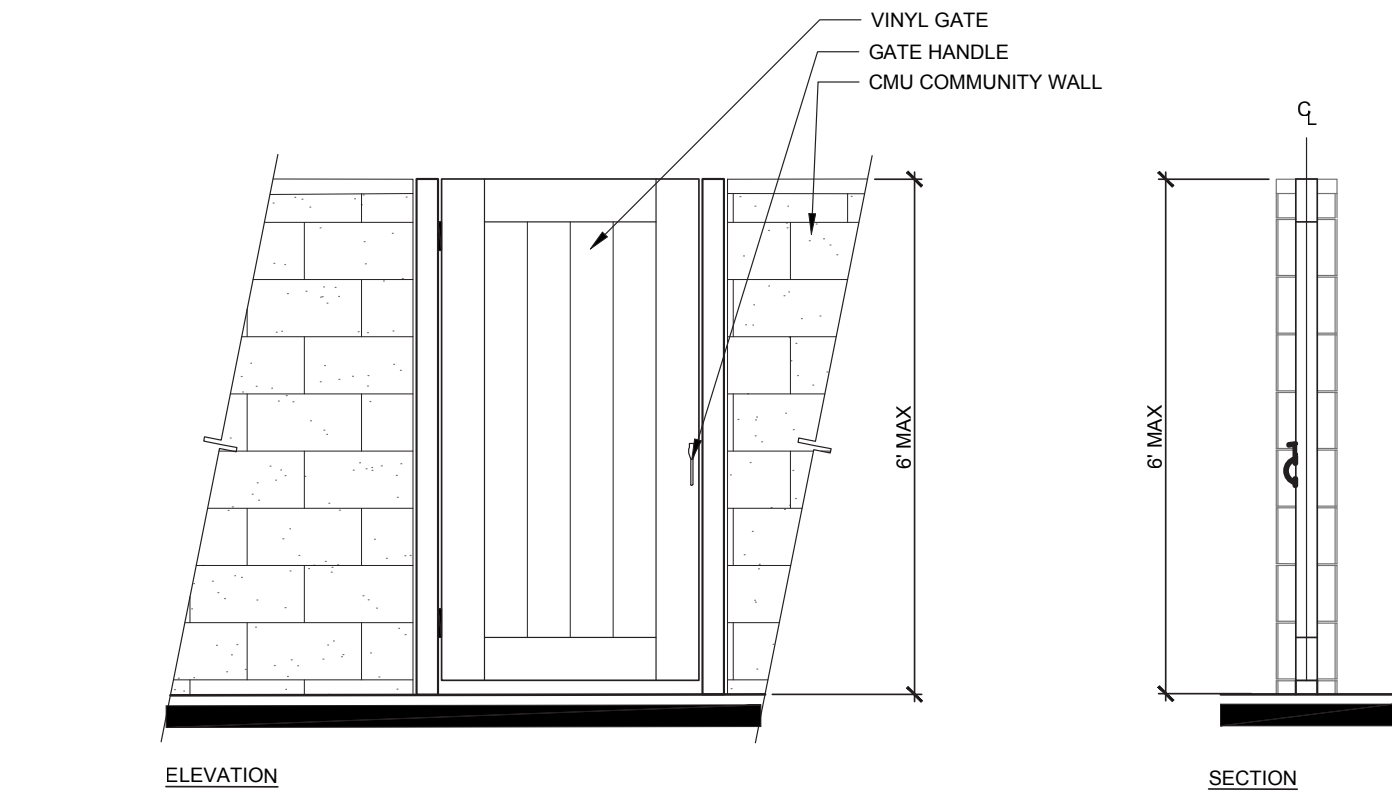 VINYL GATE
GATE HANDLE
CMU COMMUNITY WALL
CL
6' MAX
6' MAX
ELEVATION
SECTION